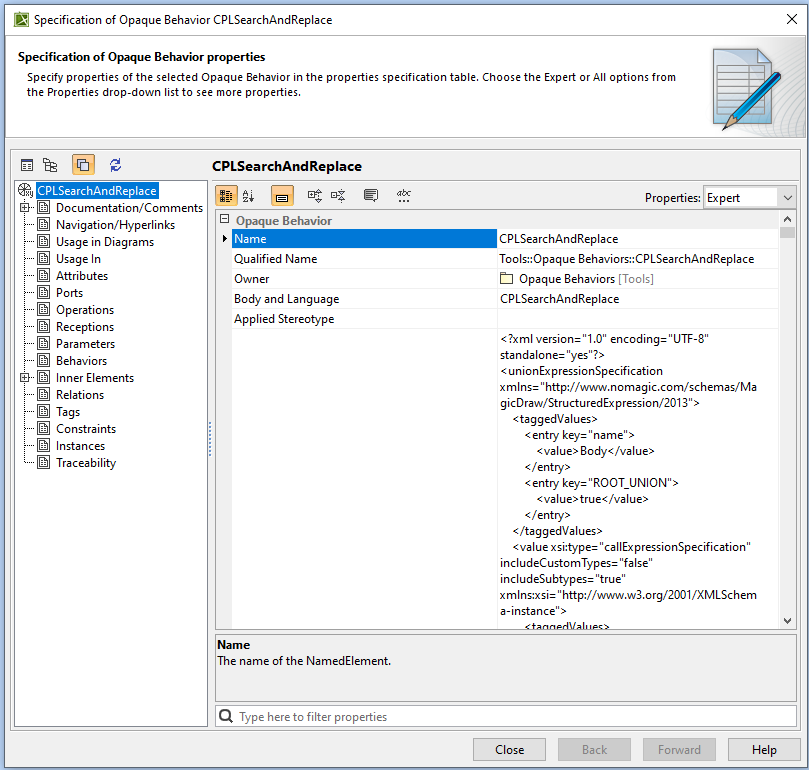 Specification of Opaque Behavior CPLSearchAndReplace
Specification of Opaque Behavior properties
Specify properties of the selected Opaque Behavior in the properties specification table. Choose the Expert or All options from
the Properties drop-down list to see more properties.
CPLSearchAndReplace
Documentation/Comments
Navigation/Hyperlinks
Usage in Diagrams
Usage In
Attributes
Ports
Operations
Receptions
Parameters
Behaviors
Inner Elements
Relations
Tags
Constraints
Instances
Traceability
CPLSearchAndReplace
Properties: Expert
Opaque Behavior
Name CPLSearchAndReplace
Qualified Name Tools::Opaque Behaviors::CPLSearchAndReplace
Owner Opaque Behaviors [Tools]
Body and Language CPLSearchAndReplace
Applied Stereotype
<?xml version="1.0" encoding="UTF-8"
standalone="yes"?>
<unionExpressionSpecification
xmlns="http://www.nomagic.com/schemas/Ma
gicDraw/StructuredExpression/2013">
<taggedValues>
<entry key="name">
<value>Body</value>
</entry>
<entry key="ROOT_UNION">
<value>true</value>
</entry>
</taggedValues>
<value xsi:type="callExpressionSpecification"
includeCustomTypes="false"
includeSubtypes="true"
xmlns:xsi="http://www.w3.org/2001/XMLSchem
a-instance">
<taggedValues>
Name
The name of the NamedElement.
Type here to filter properties
Close Back Forward Help